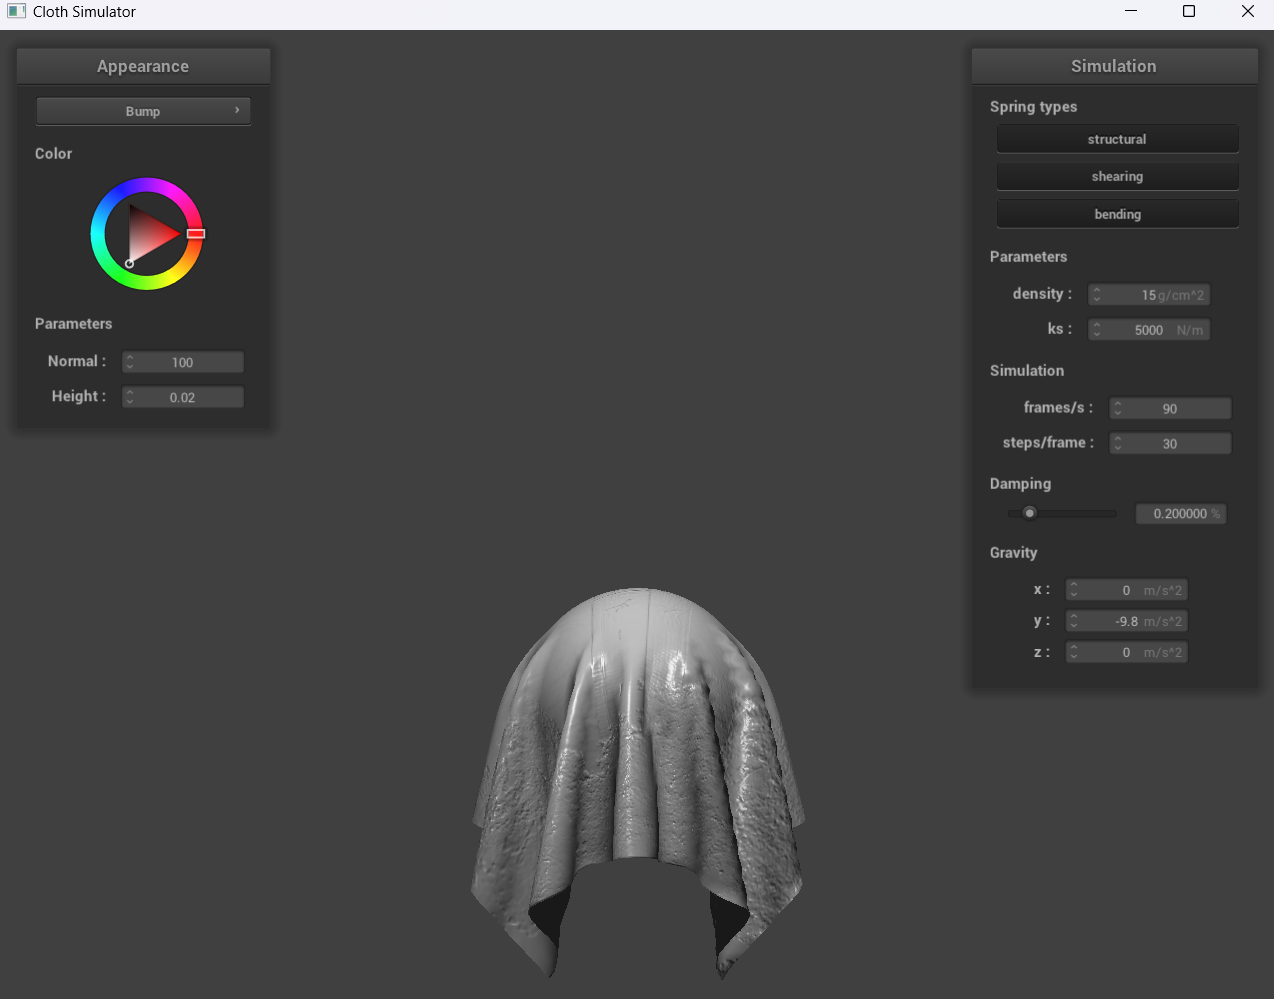 Cloth Simulator
Appearance
Bump
Color
Parameters
Normal : 100
Height : 0.02
Simulation
Spring types
structural
shearing
bending
Parameters
density : 15 g/cm^2
ks : 5000 N/m
Simulation
frames/s : 90
steps/frame : 30
Damping
0.200000 %
Gravity
x : 0 m/s^2
y : -9.8 m/s^2
z : 0 m/s^2